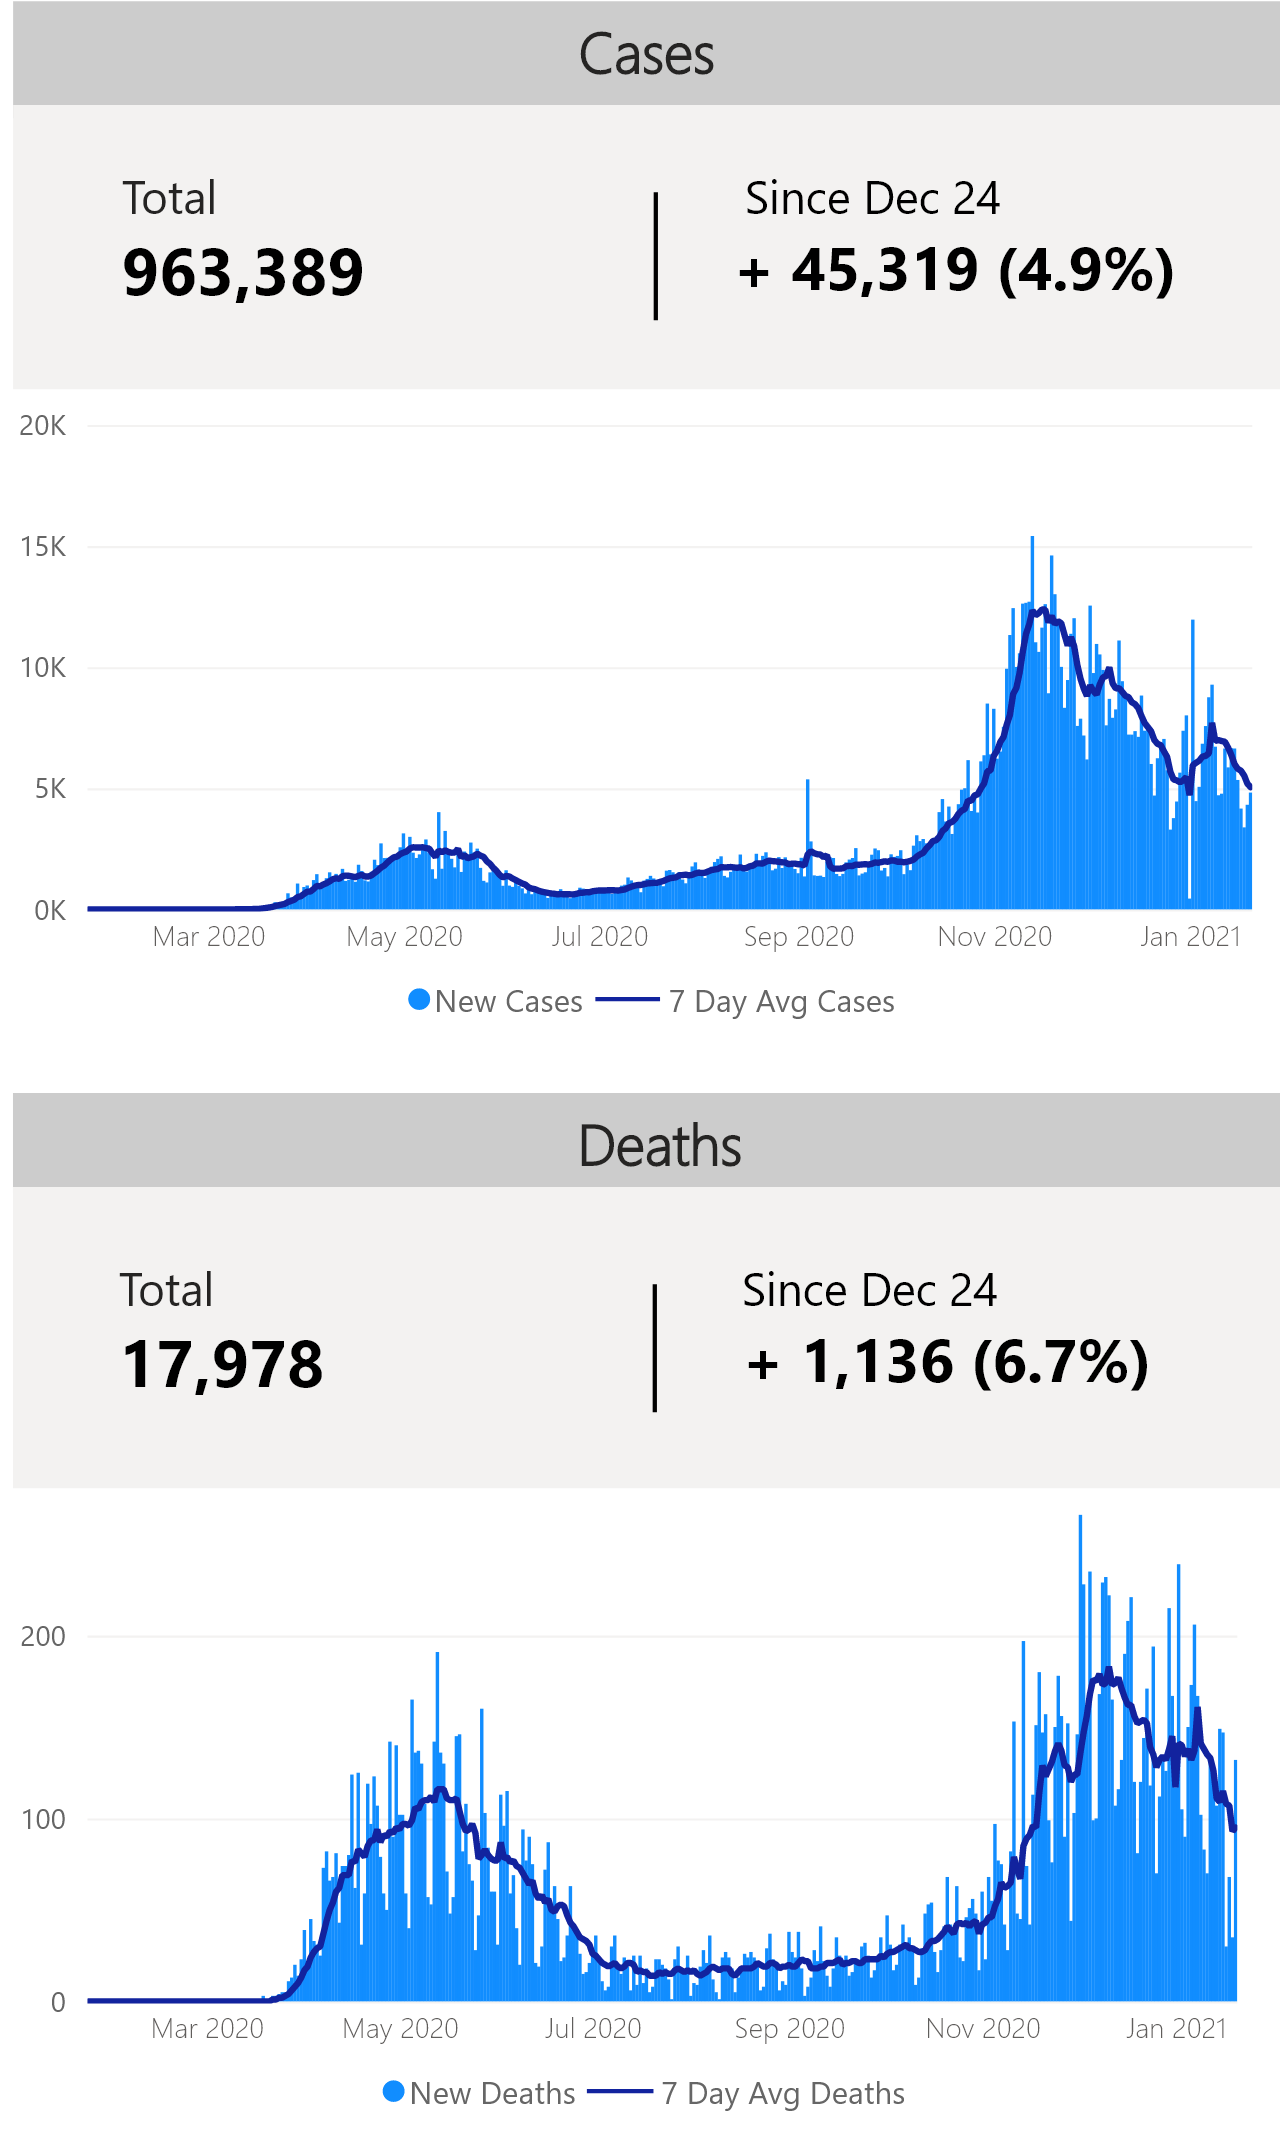 Cases
Total
Since Dec 24
963,389
+ 45,319 (4.9%)
20K
15K
10K
5K
0K
Mar 2020 May 2020 Jul 2020 Sep 2020 Nov 2020 Jan 2021
New Cases 7 Day Avg Cases
Deaths
Total
Since Dec 24
17,978
+ 1,136 (6.7%)
200
100
0
Mar 2020 May 2020 Jul 2020 Sep 2020 Nov 2020 Jan 2021
New Deaths 7 Day Avg Deaths